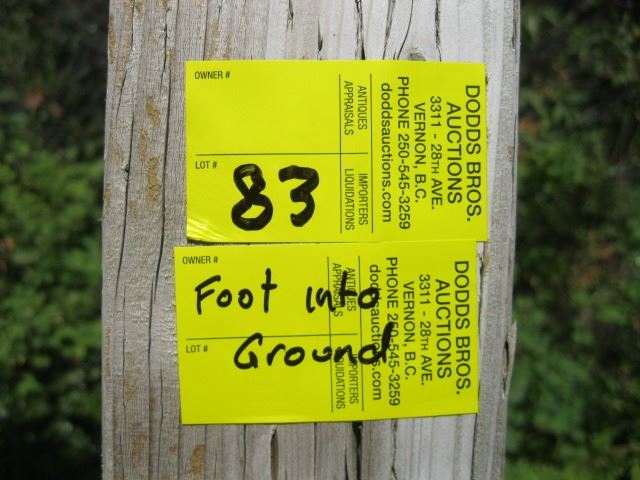 OWNER #
LOT #
83
ANTIQUES
APPRAISALS
IMPORTERS
LIQUIDATIONS
DODDS BROS.
AUCTIONS
3311 - 28TH AVE.
VERNON, B.C.
PHONE 250-545-3259
doddsauctions.com
OWNER #
Foot into
LOT #
Ground
ANTIQUES
APPRAISALS
IMPORTERS
LIQUIDATIONS
DODDS BROS.
AUCTIONS
3311 - 28TH AVE.
VERNON, B.C.
PHONE 250-545-3259
doddsauctions.com